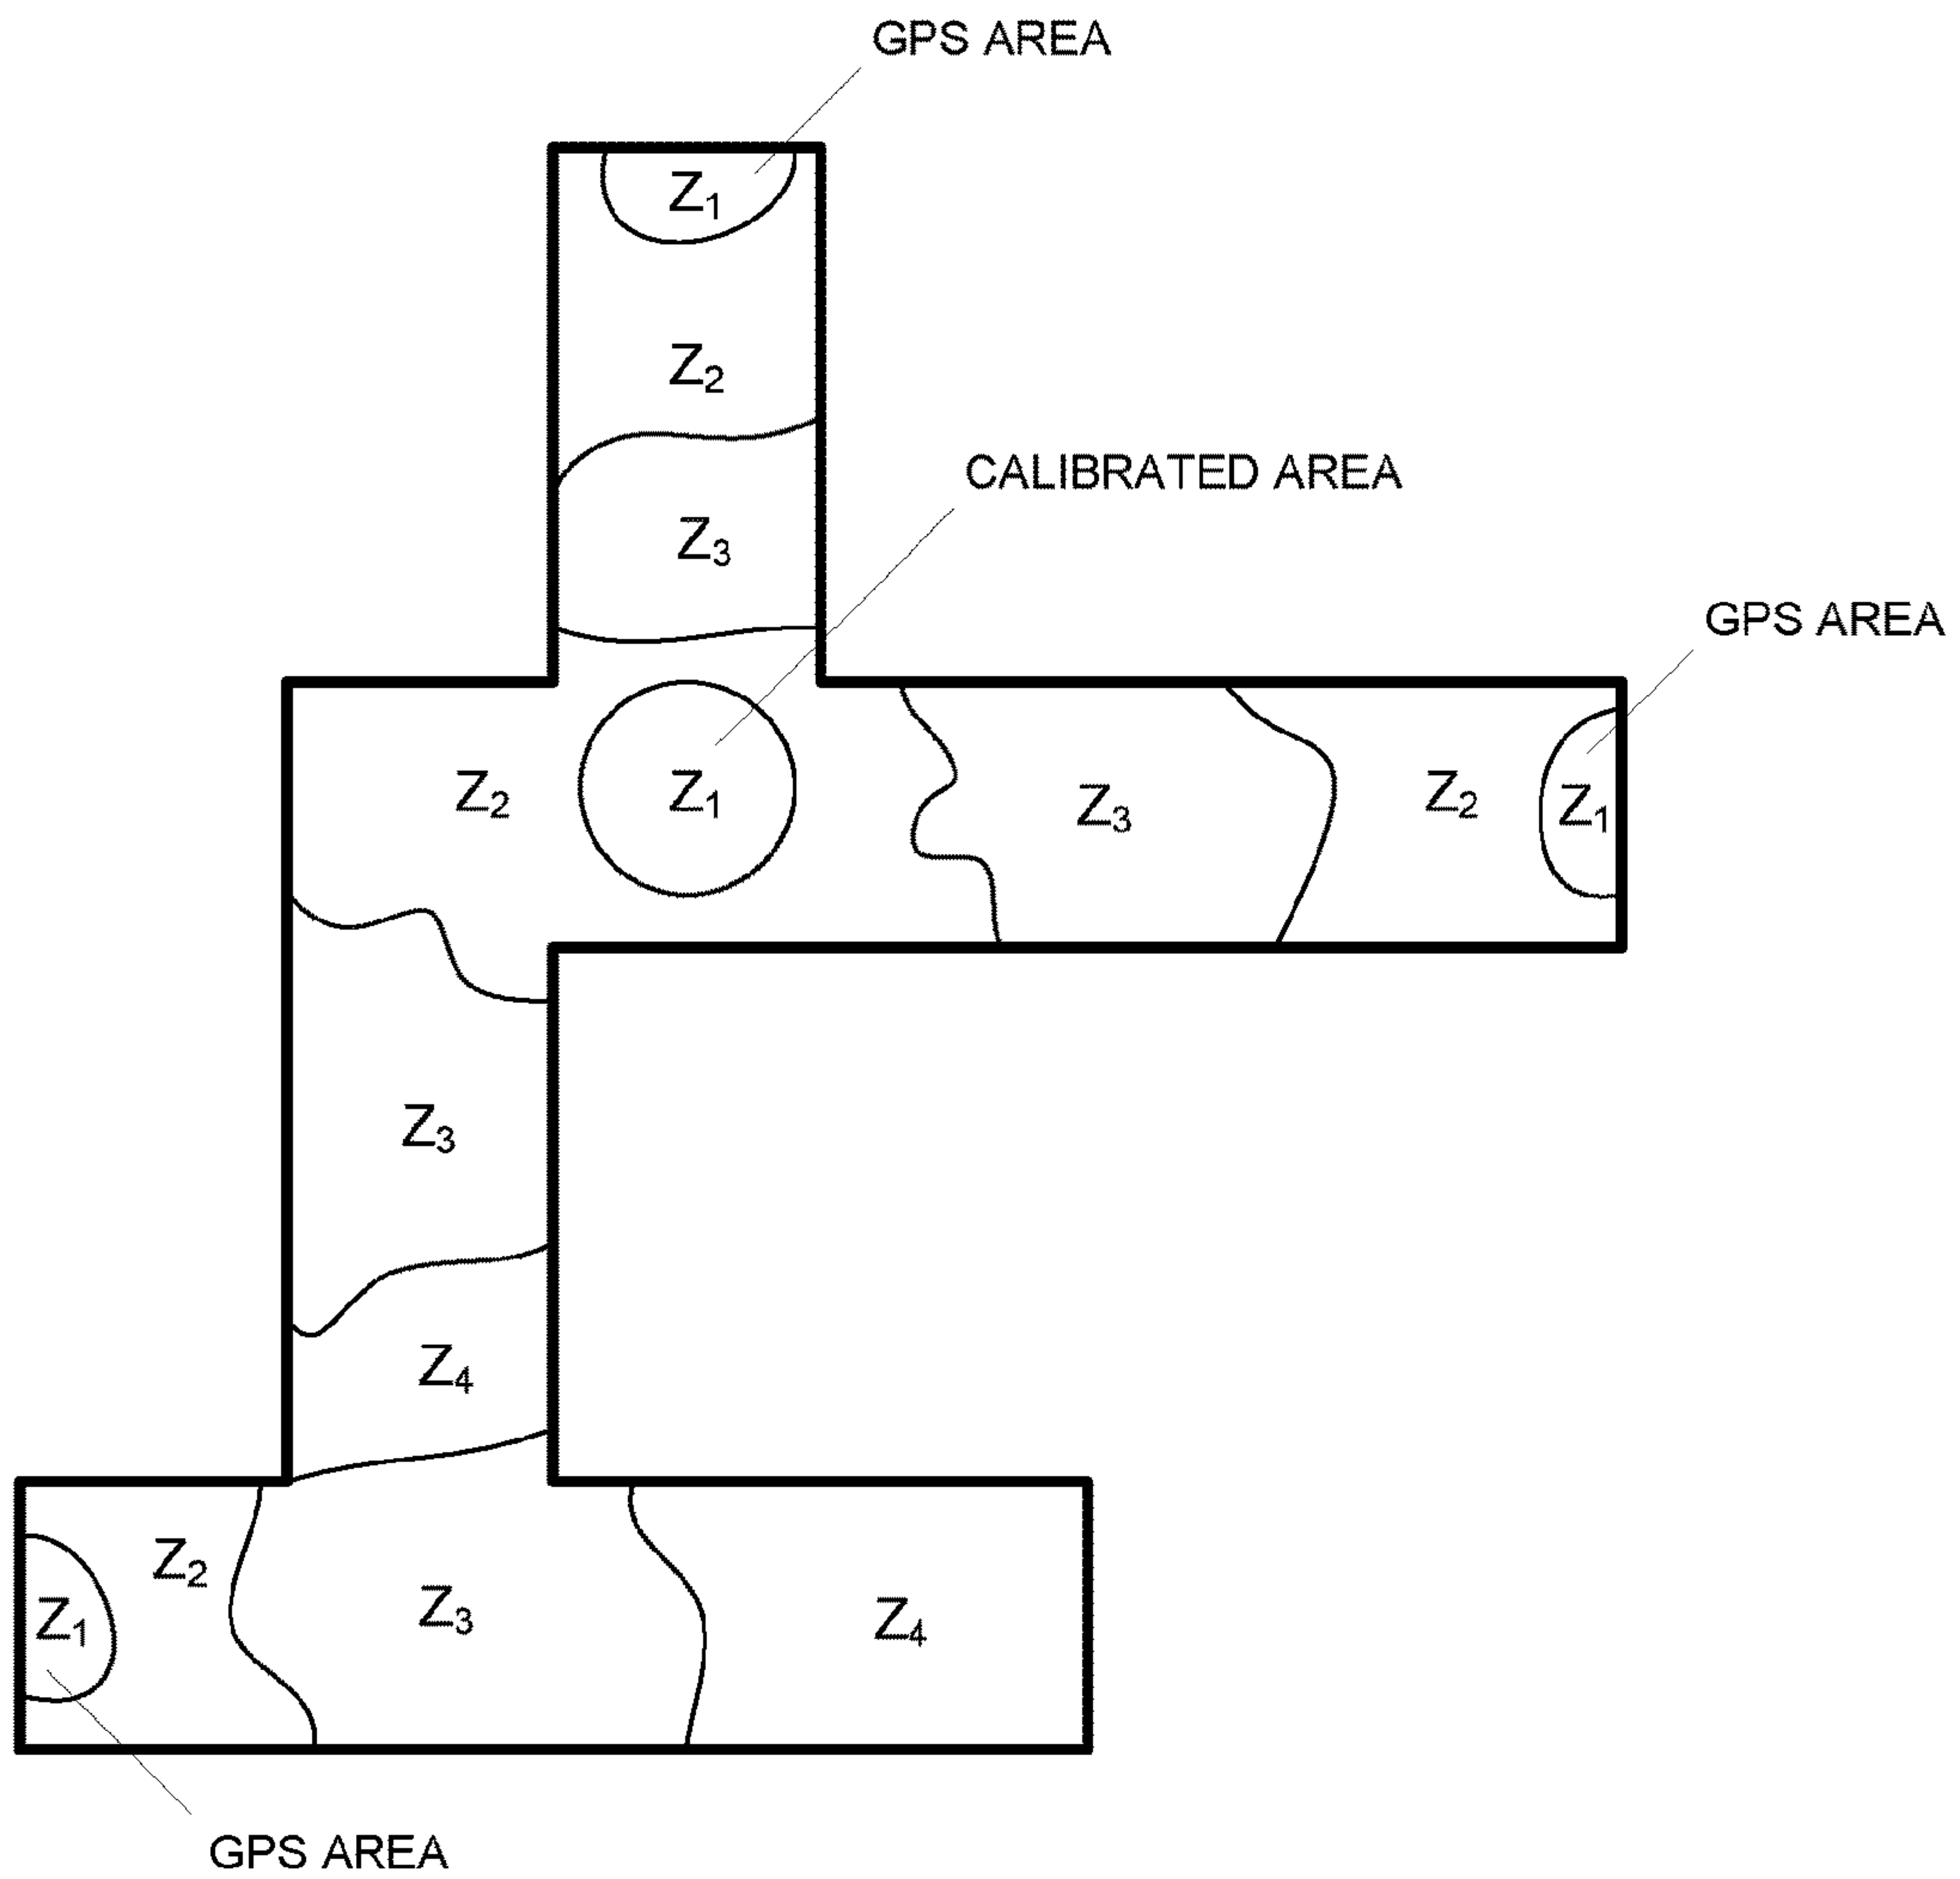 GPS AREA
Z₁
Z₂
CALIBRATED AREA
Z₃
GPS AREA
Z₂
Z₁
Z₃
Z₂
Z₁
Z₃
Z₄
Z₂
Z₁
Z₃
Z₄
GPS AREA